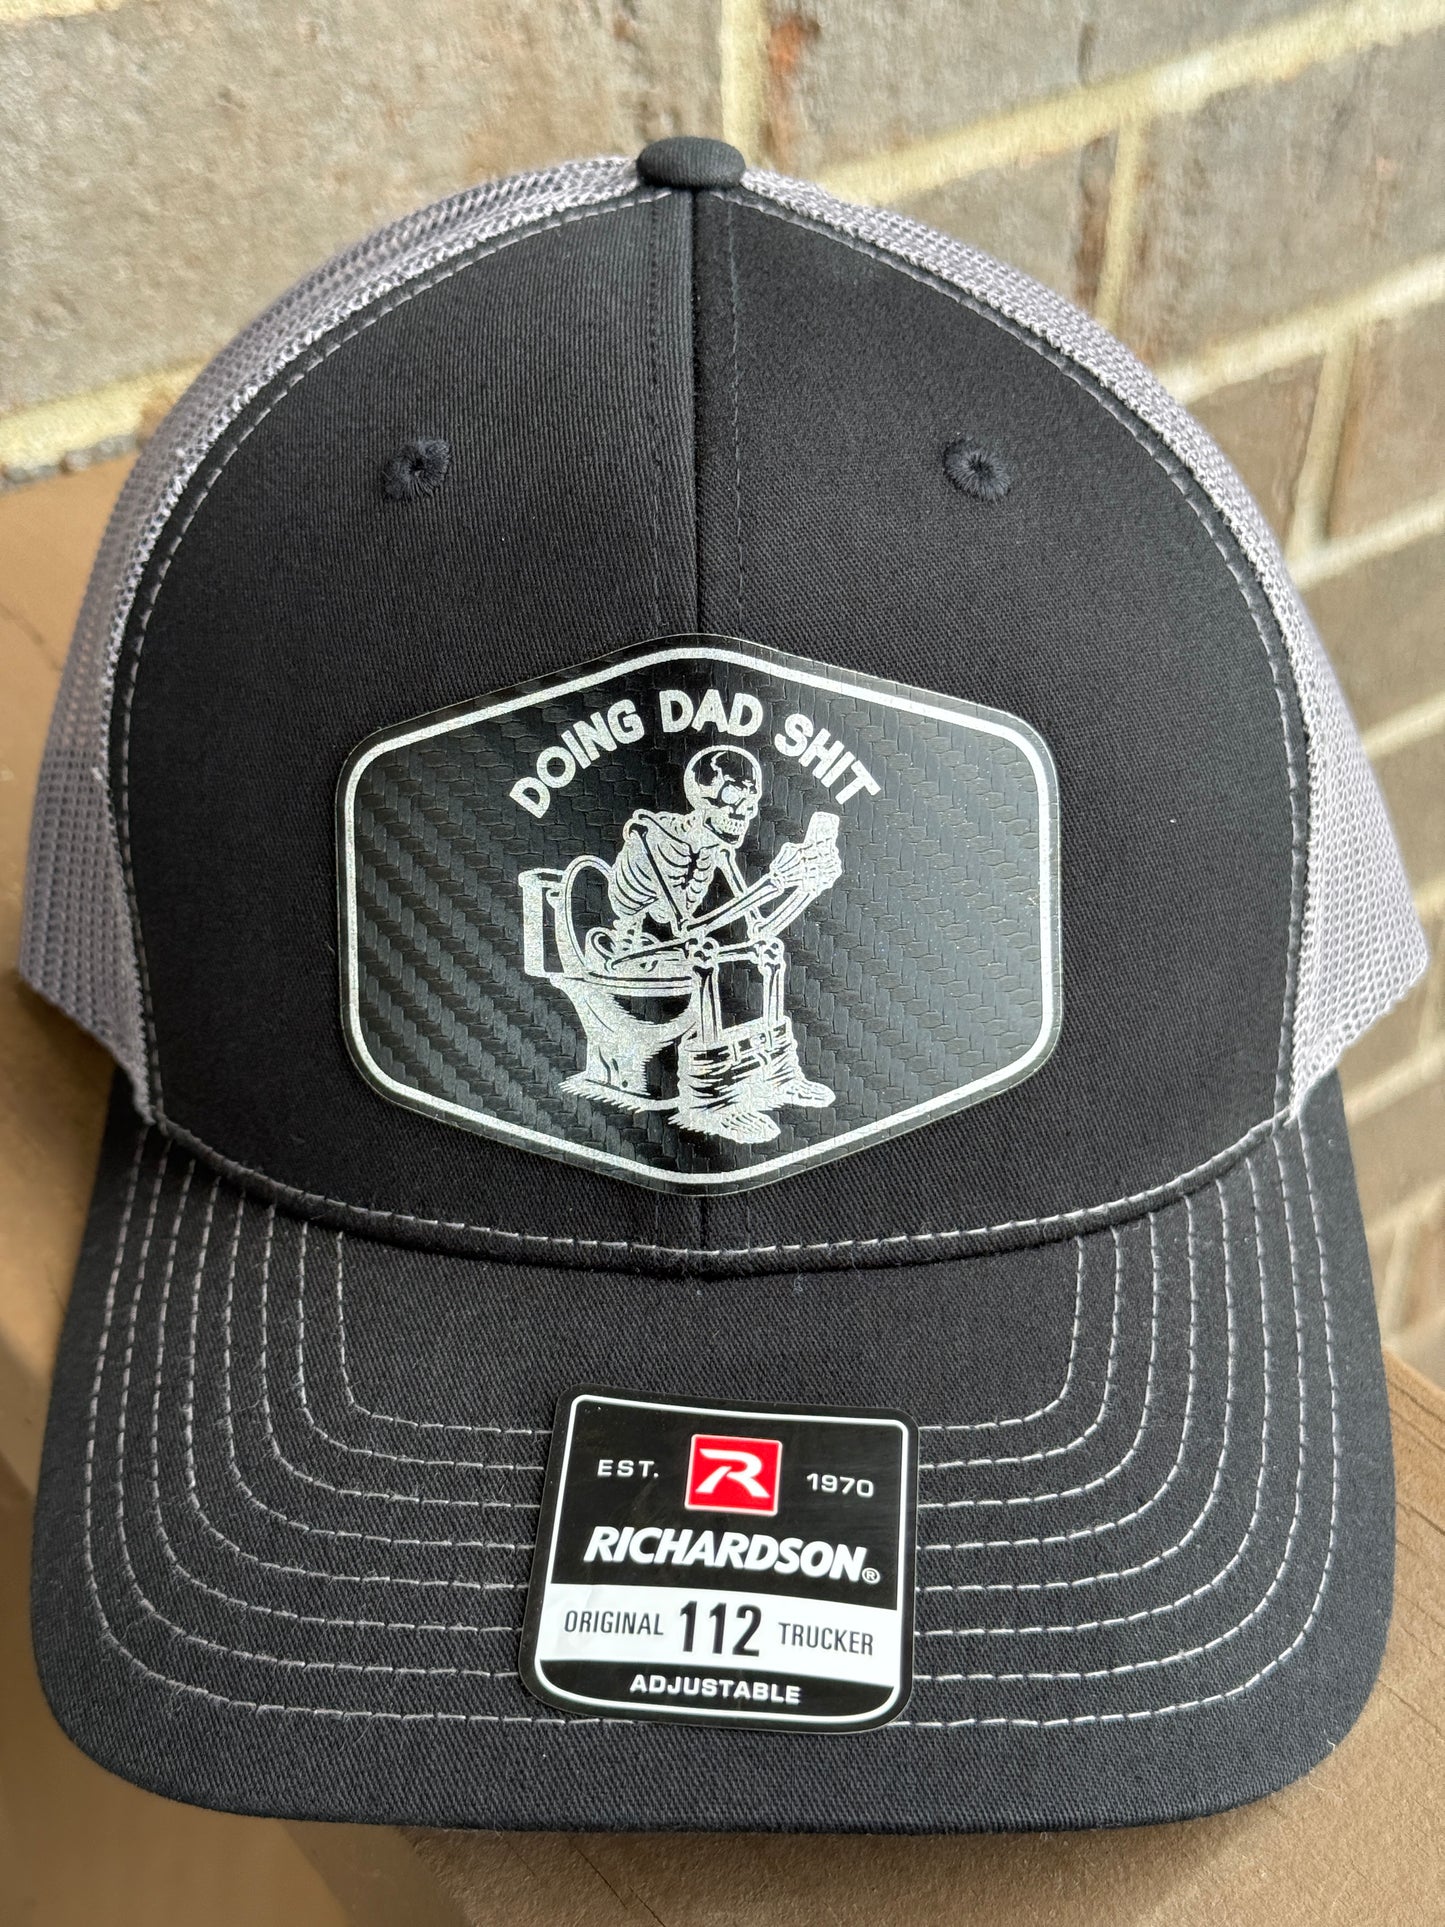 DOING DAD SHIT
EST. R 1970
RICHARDSON®
ORIGINAL 112 TRUCKER
ADJUSTABLE